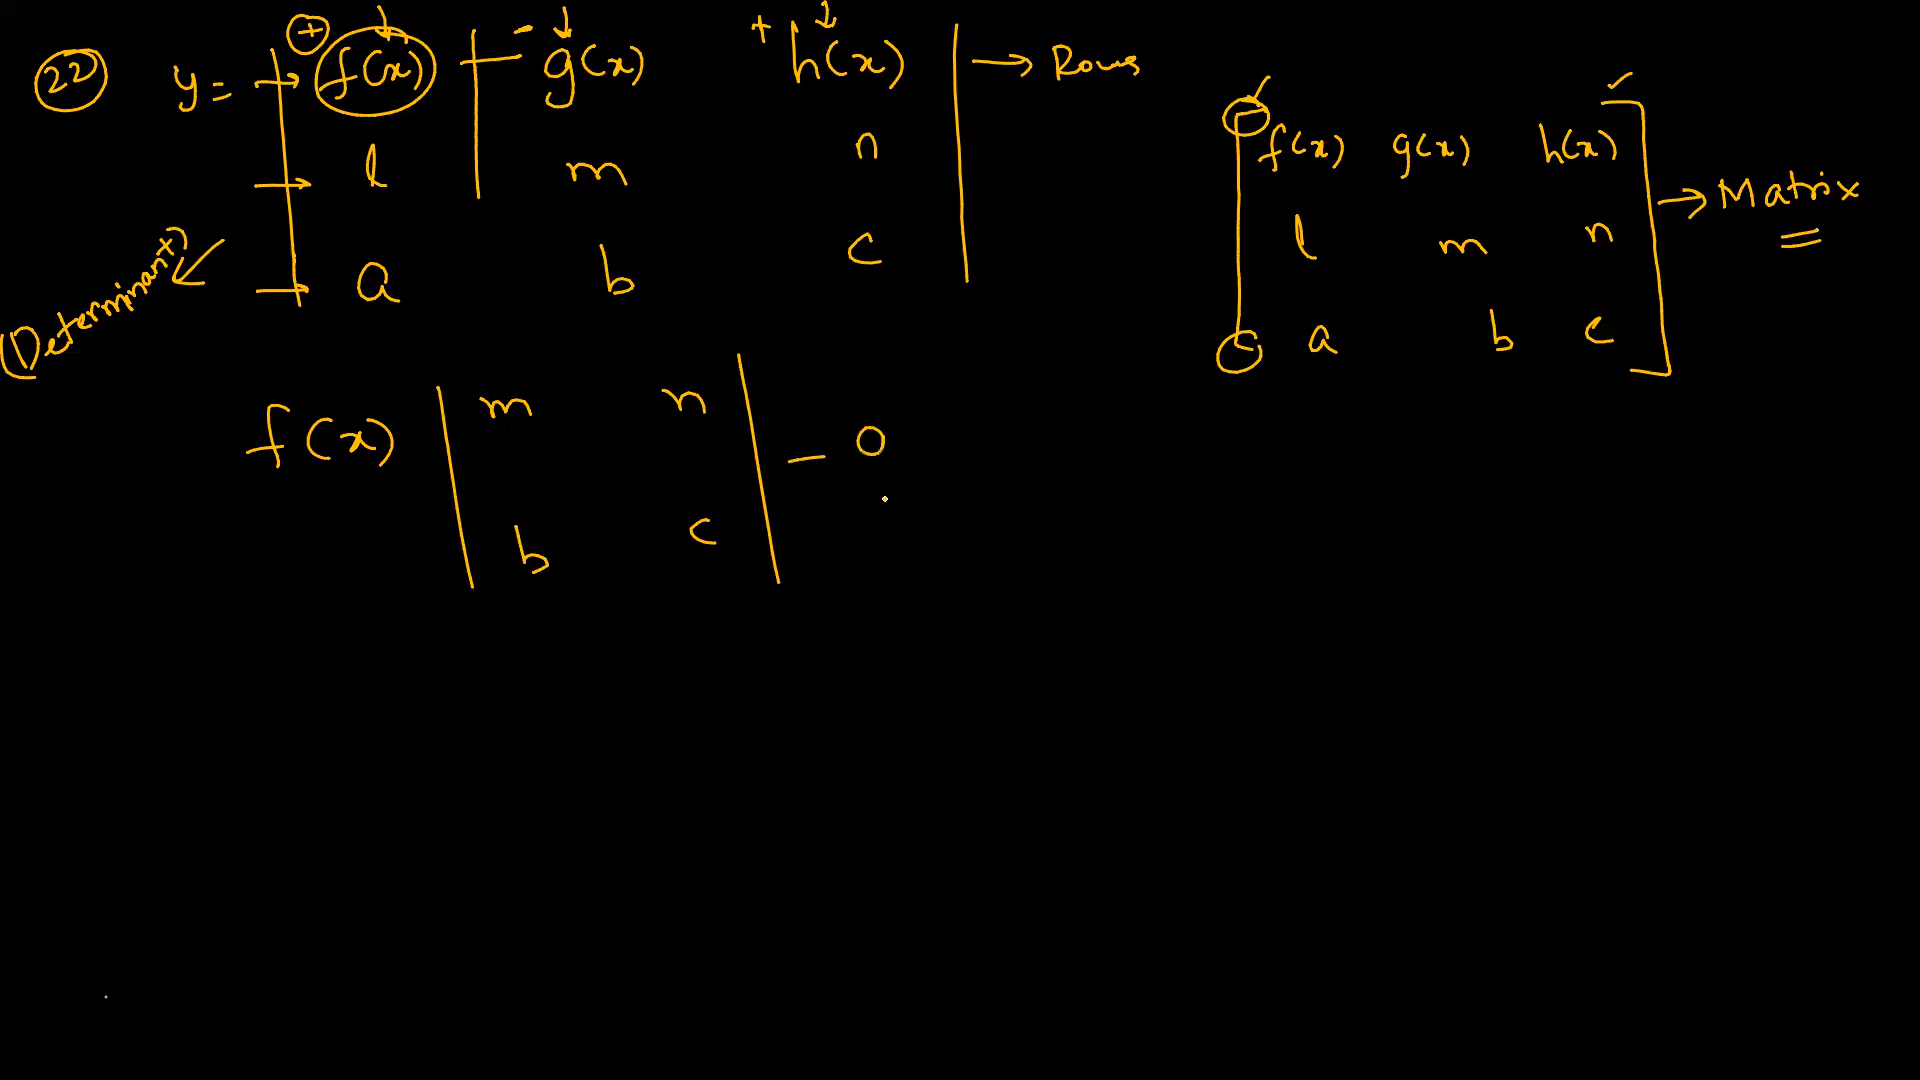 (22) y = | + f(x) - g(x) + h(x) | → Rows
l m n
a b c
(Determinant)
[ f(x) g(x) h(x) ] → Matrix
l m n
a b c
f(x) | m n | - 0
b c